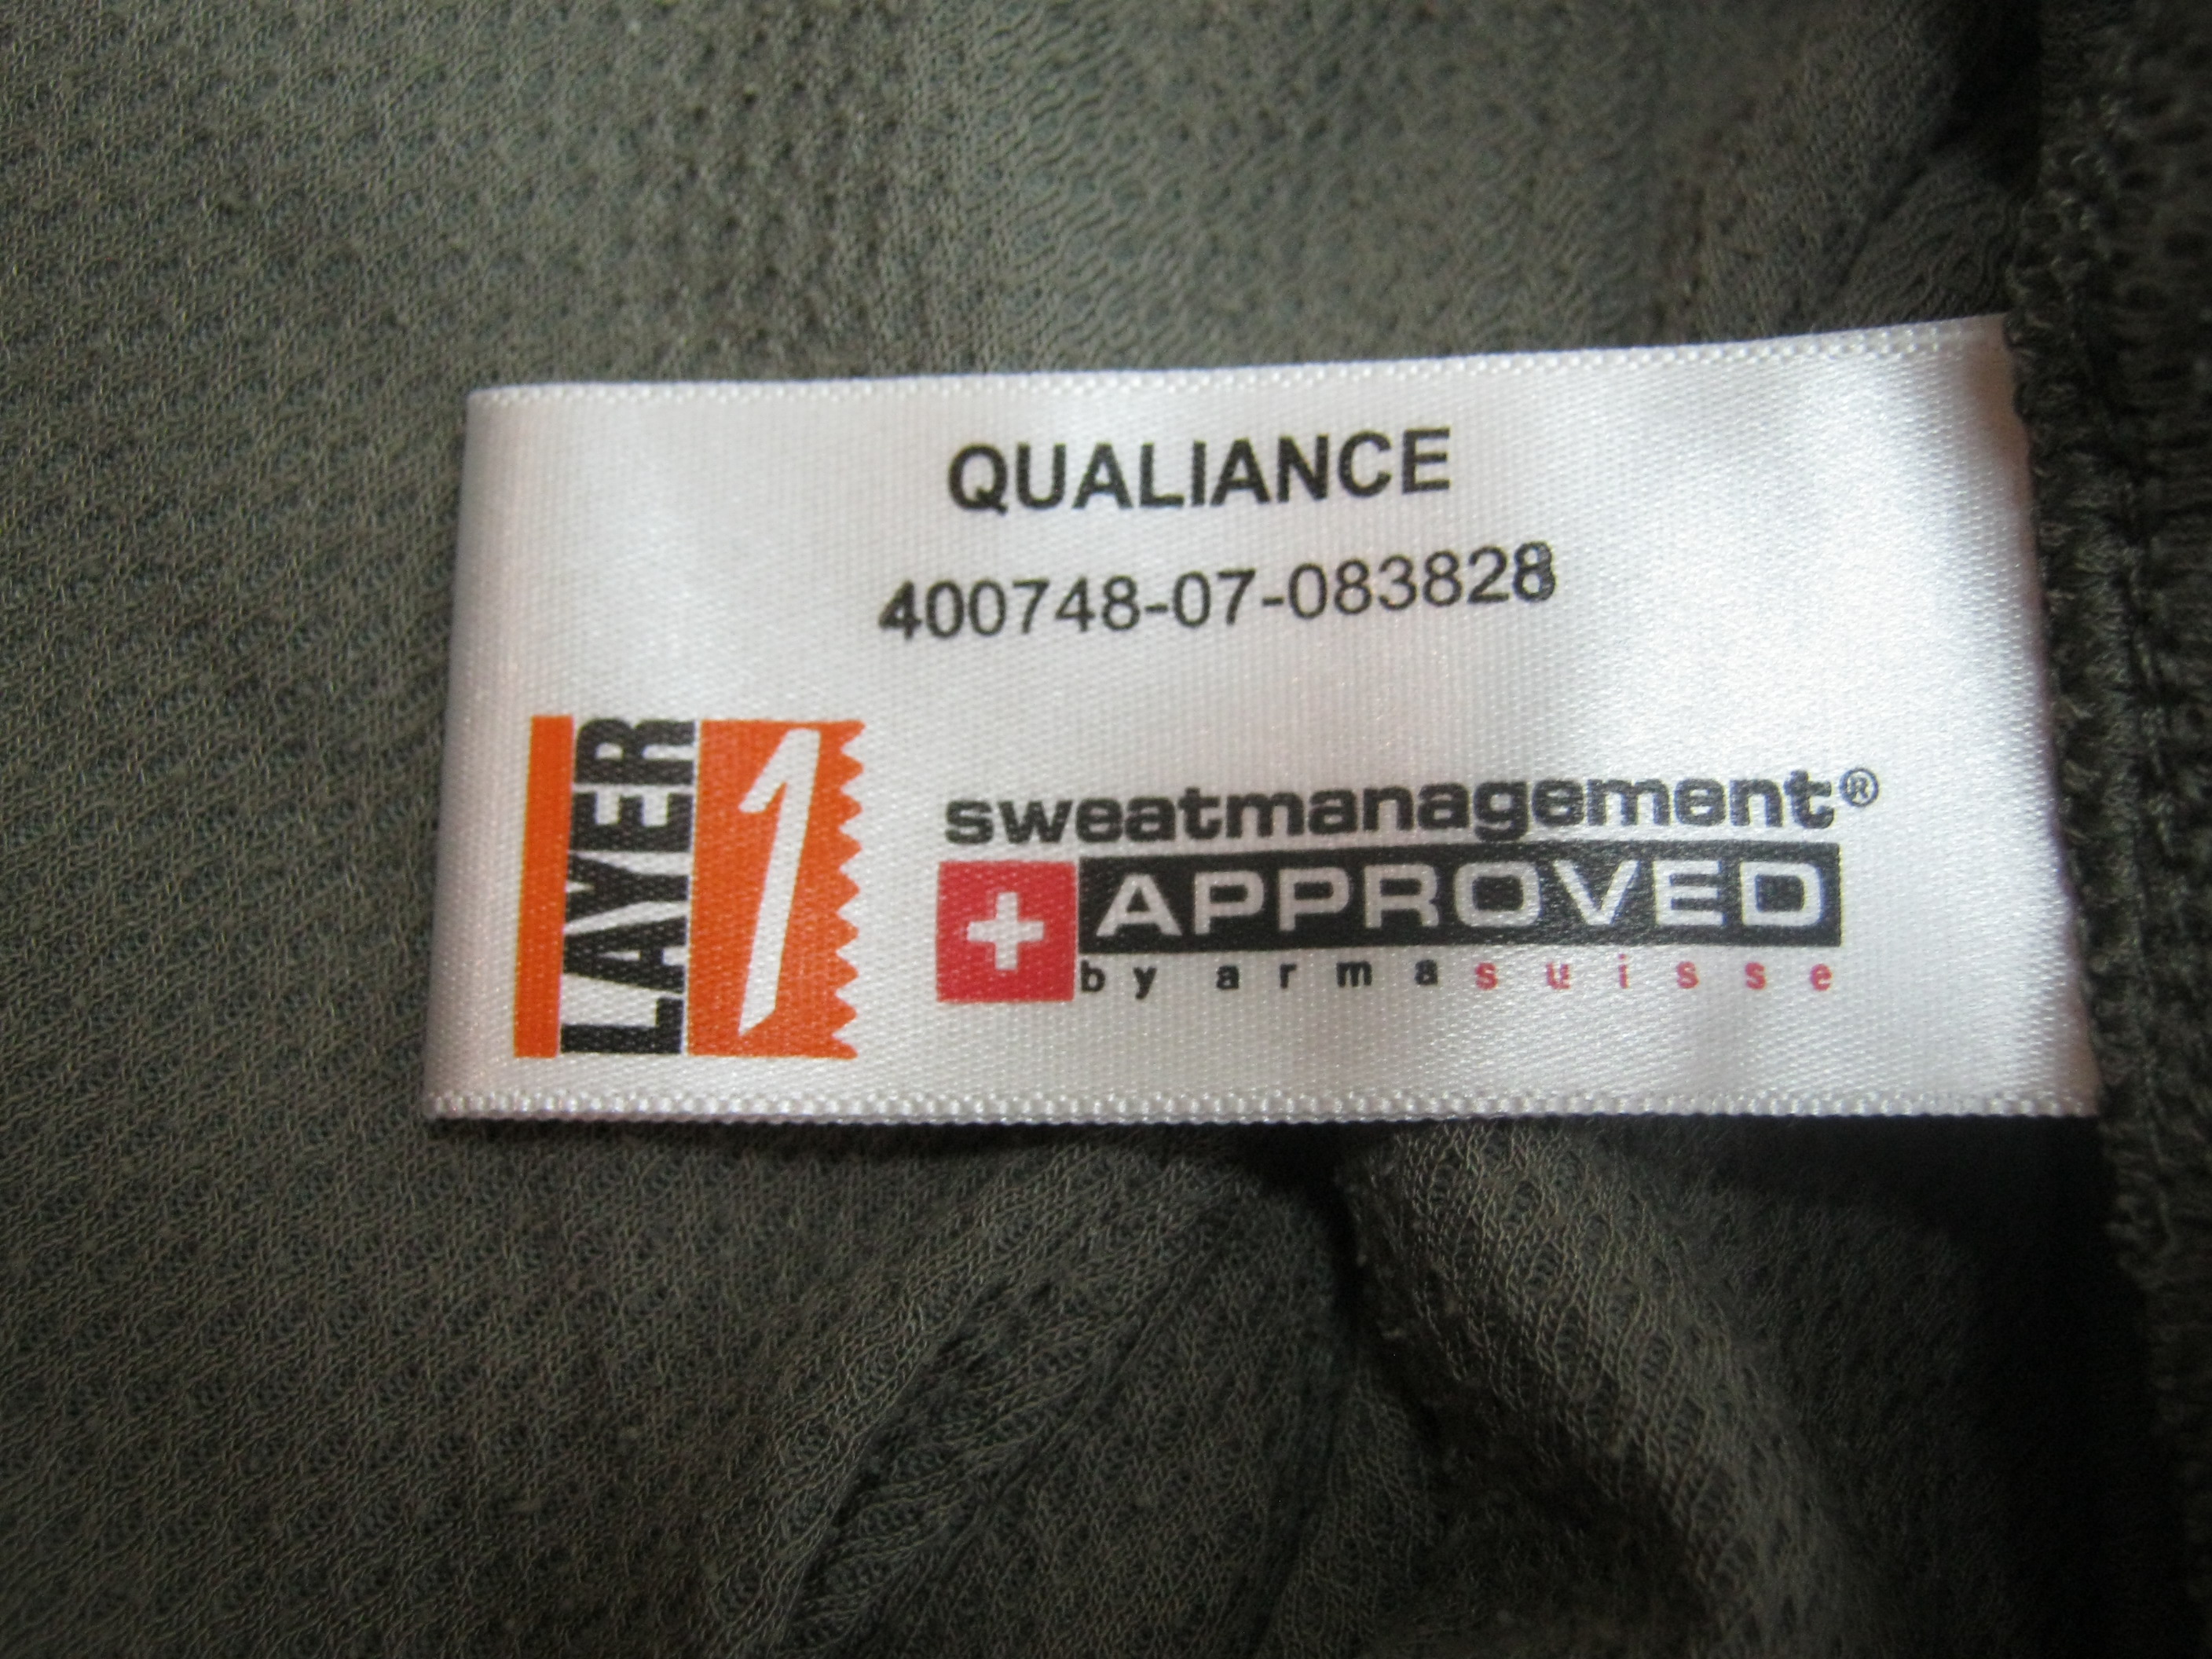 QUALIANCE
400748-07-083828
LAYER 1
sweatmanagement®
APPROVED
by armasuisse